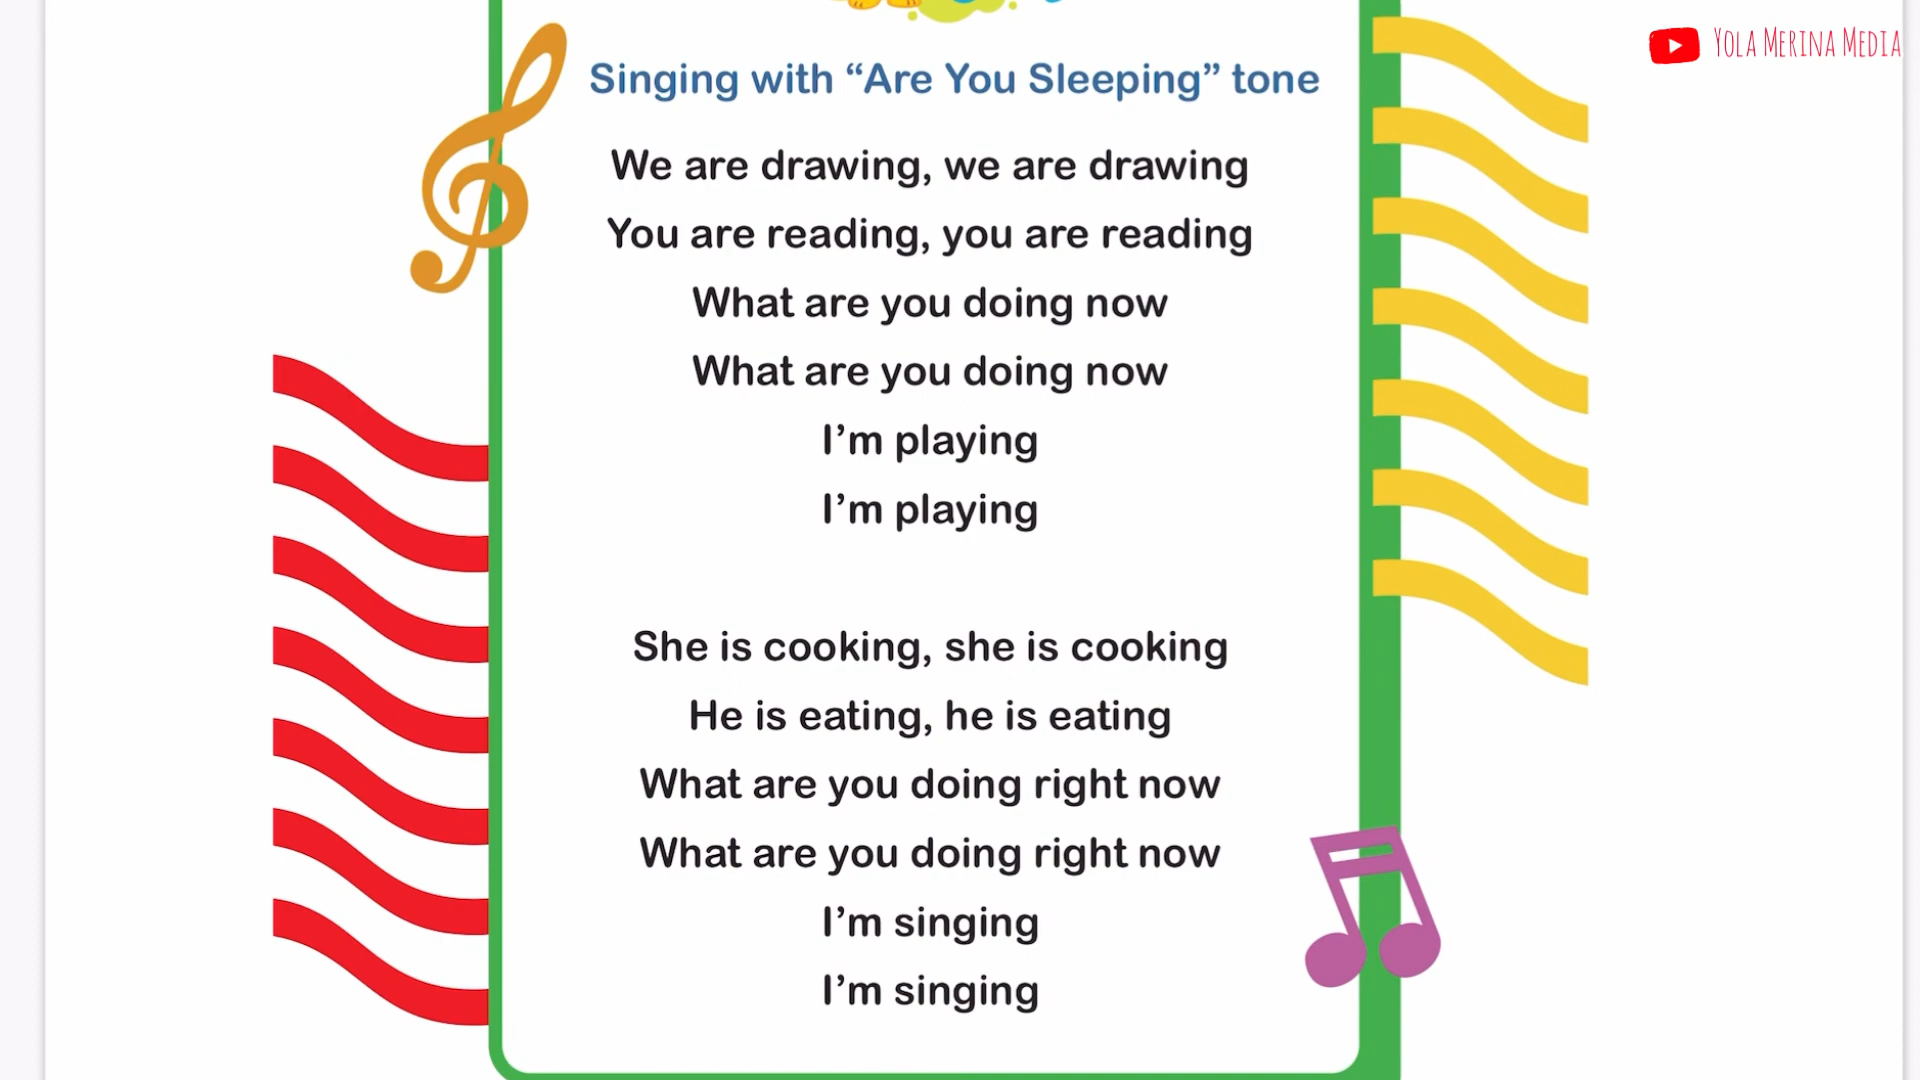 Yola Merina Media
Singing with “Are You Sleeping” tone
We are drawing, we are drawing
You are reading, you are reading
What are you doing now
What are you doing now
I’m playing
I’m playing
She is cooking, she is cooking
He is eating, he is eating
What are you doing right now
What are you doing right now
I’m singing
I’m singing